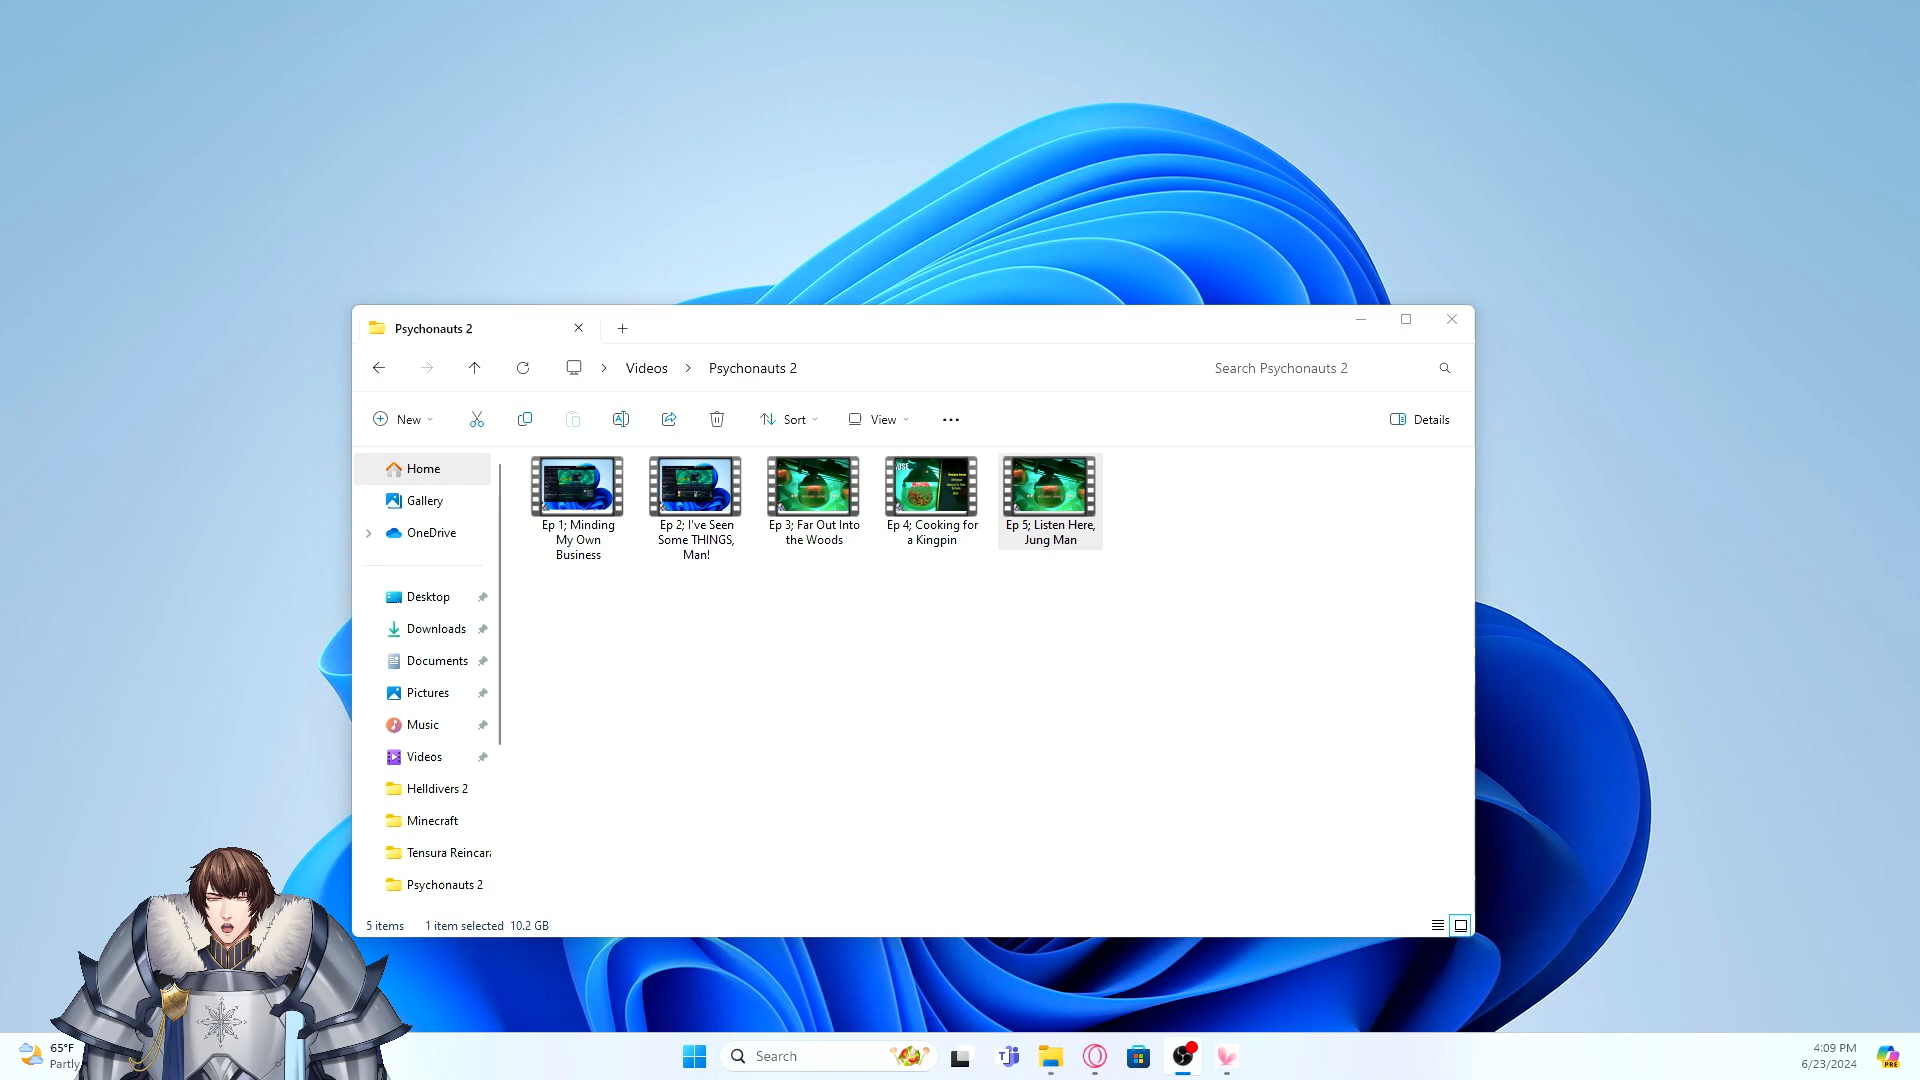 Psychonauts 2
Videos
Psychonauts 2
Search Psychonauts 2
New
Sort
View
Details
Home
Gallery
OneDrive
Desktop
Downloads
Documents
Pictures
Music
Videos
Helldivers 2
Minecraft
Tensura Reincar
Psychonauts 2
Ep 1; Minding
My Own
Business
Ep 2; I've Seen
Some THINGS,
Man!
Ep 3; Far Out Into
the Woods
Ep 4; Cooking for
a Kingpin
Ep 5; Listen Here,
Jung Man
5 items
1 item selected 10.2 GB
65°F
Partly
Search
4:09 PM
6/23/2024
PRE